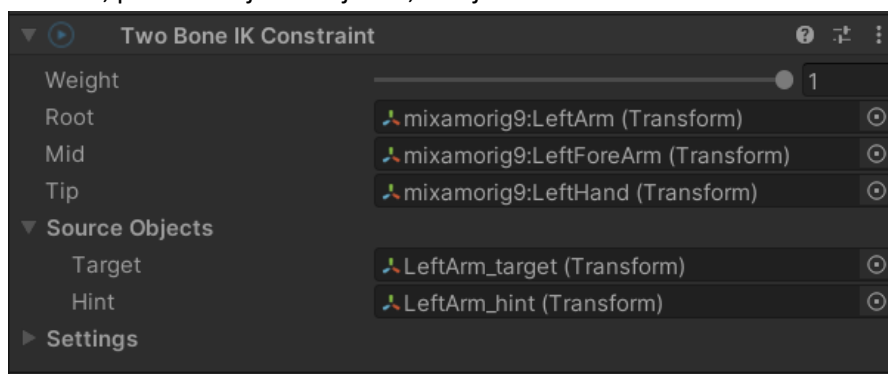 Two Bone IK Constraint
Weight 1
Root mixamorig9:LeftArm (Transform)
Mid mixamorig9:LeftForeArm (Transform)
Tip mixamorig9:LeftHand (Transform)
Source Objects
Target LeftArm_target (Transform)
Hint LeftArm_hint (Transform)
Settings